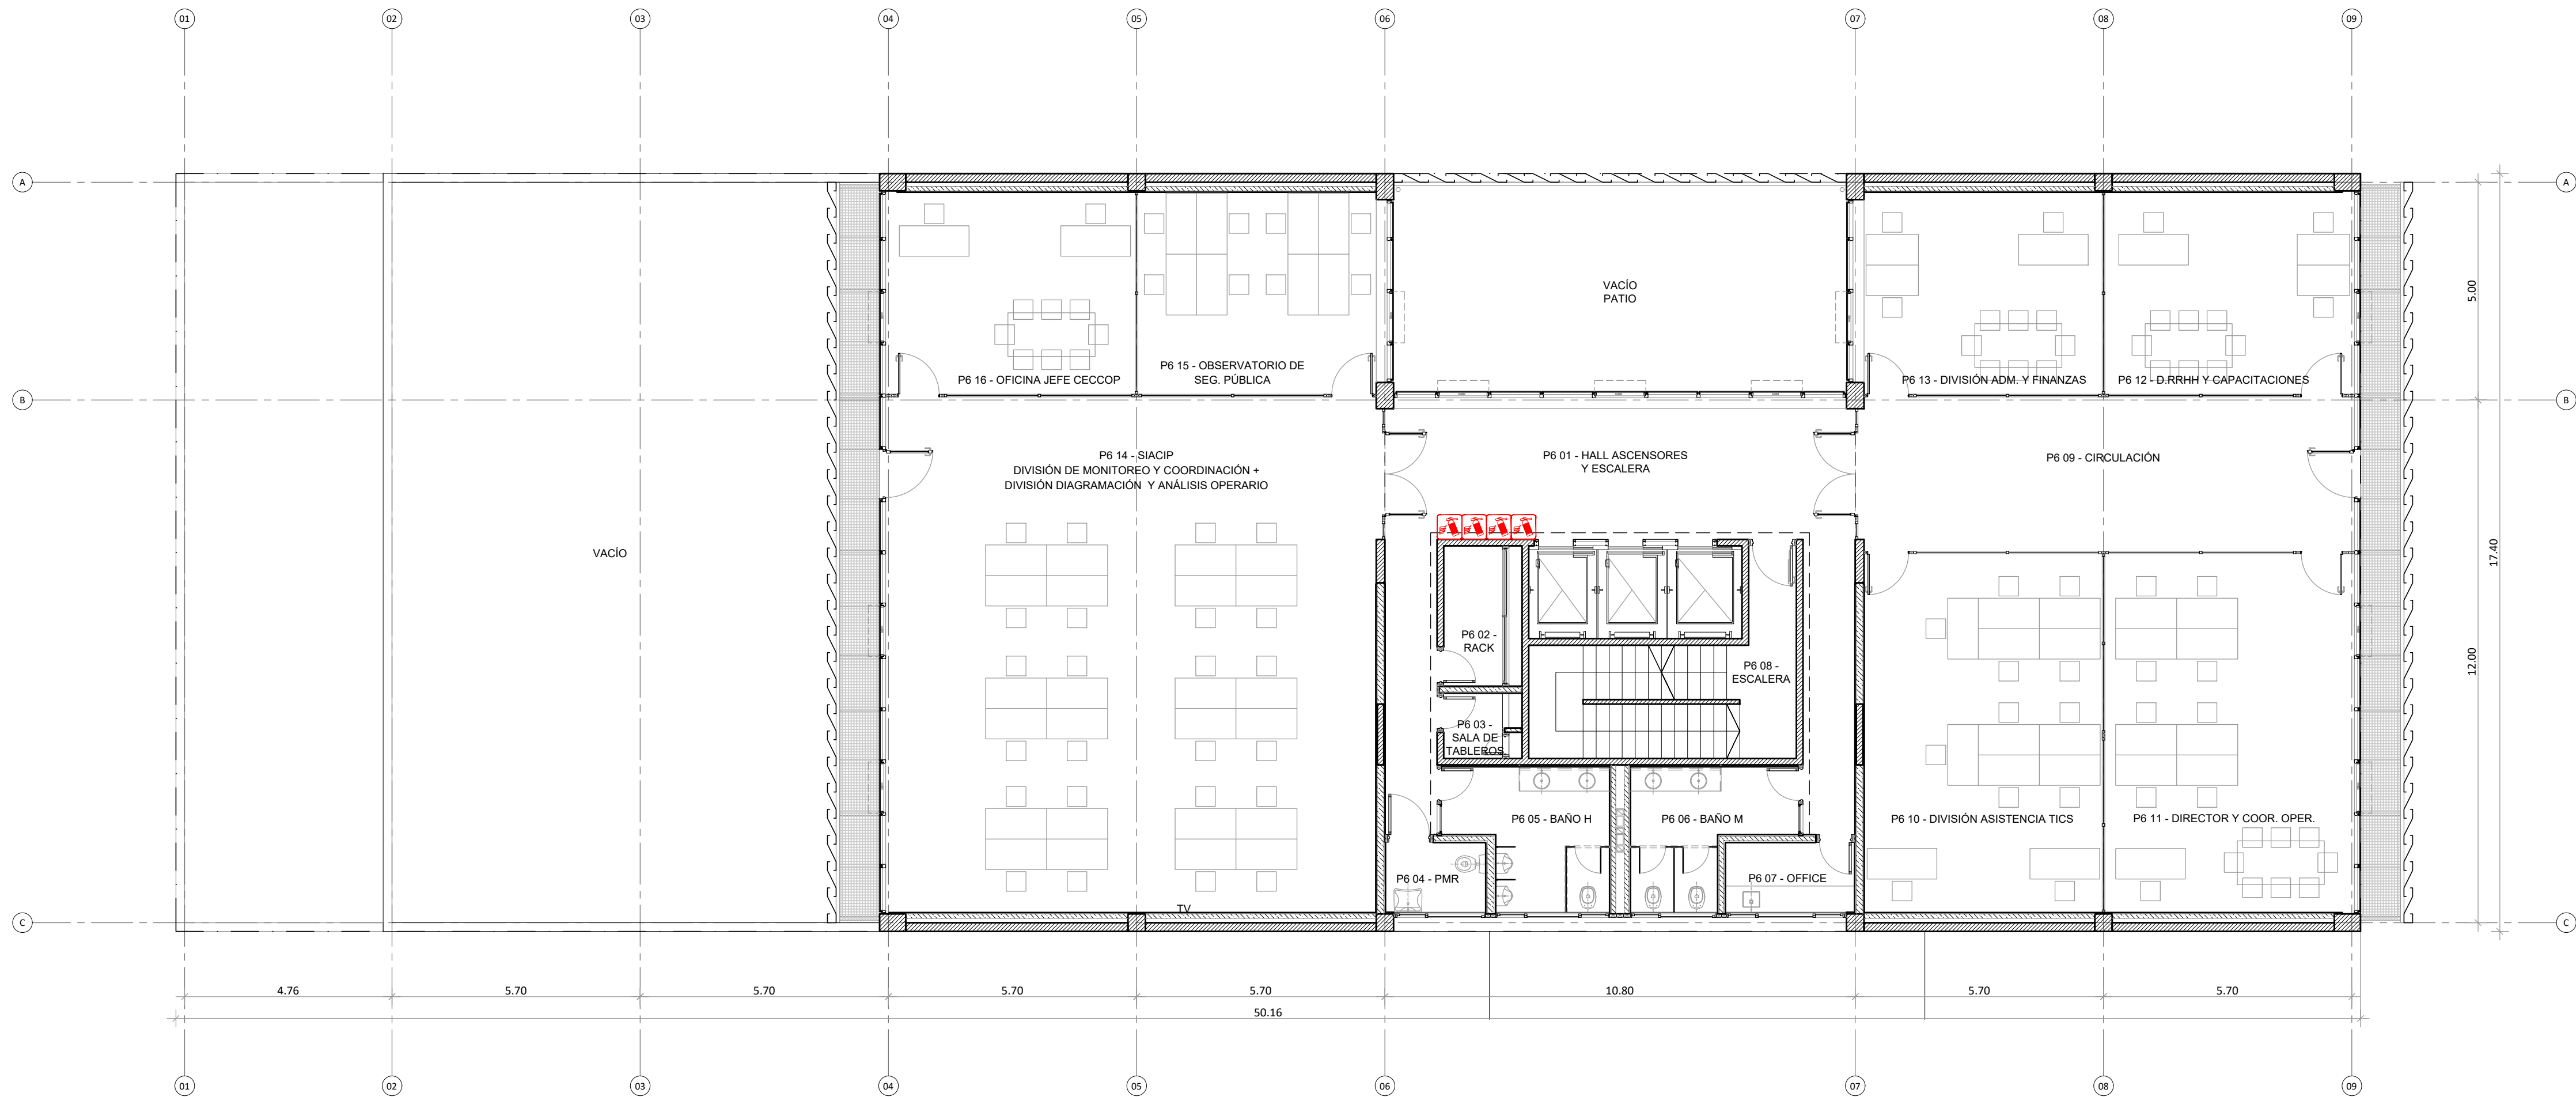 01
02
03
04
05
06
07
08
09
A
A
5.00
VACÍO
PATIO
P6 15 - OBSERVATORIO DE
SEG. PÚBLICA
P6 16 - OFICINA JEFE CECCOP
P6 13 - DIVISIÓN ADM. Y FINANZAS
P6 12 - D.RRHH Y CAPACITACIONES
B
B
P6 14 - SIACIP
DIVISIÓN DE MONITOREO Y COORDINACIÓN +
DIVISIÓN DIAGRAMACIÓN Y ANÁLISIS OPERARIO
P6 01 - HALL ASCENSORES
Y ESCALERA
P6 09 - CIRCULACIÓN
VACÍO
17.40
12.00
P6 02 -
RACK
P6 08 -
ESCALERA
P6 03 -
SALA DE
TABLEROS
P6 05 - BAÑO H
P6 06 - BAÑO M
P6 10 - DIVISIÓN ASISTENCIA TICS
P6 11 - DIRECTOR Y COOR. OPER.
P6 04 - PMR
P6 07 - OFFICE
TV
C
C
4.76
5.70
5.70
5.70
5.70
10.80
5.70
5.70
50.16
01
02
03
04
05
06
07
08
09